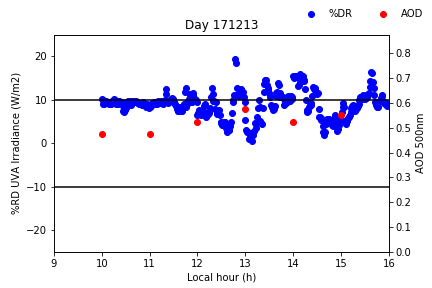 %DR AOD
Day 171213
20
10
0
−10
−20
%RD UVA Irradiance (W/m2)
0.8
0.7
0.6
0.5
0.4
0.3
0.2
0.1
0.0
AOD 500nm
9 10 11 12 13 14 15 16
Local hour (h)